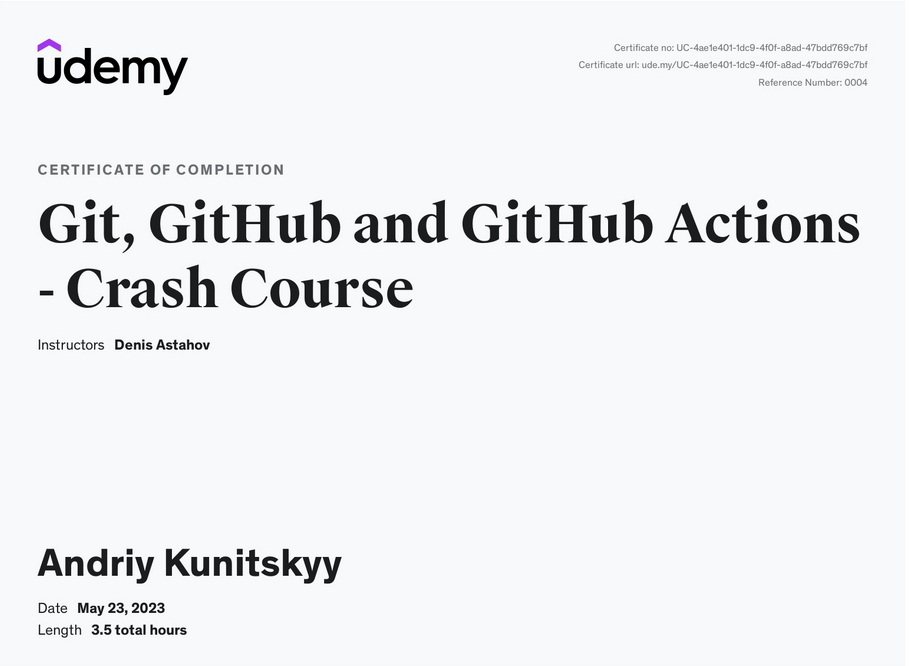 udemy
Certificate no: UC-4ae1e401-1dc9-4f0f-a8ad-47bdd769c7bf
Certificate url: ude.my/UC-4ae1e401-1dc9-4f0f-a8ad-47bdd769c7bf
Reference Number: 0004
CERTIFICATE OF COMPLETION
Git, GitHub and GitHub Actions
- Crash Course
Instructors Denis Astahov
Andriy Kunitskyy
Date May 23, 2023
Length 3.5 total hours